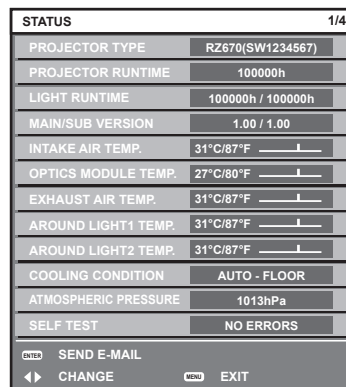 STATUS 1/4
PROJECTOR TYPE RZ670(SW1234567)
PROJECTOR RUNTIME 100000h
LIGHT RUNTIME 100000h / 100000h
MAIN/SUB VERSION 1.00 / 1.00
INTAKE AIR TEMP. 31°C/87°F
OPTICS MODULE TEMP. 27°C/80°F
EXHAUST AIR TEMP. 31°C/87°F
AROUND LIGHT1 TEMP. 31°C/87°F
AROUND LIGHT2 TEMP. 31°C/87°F
COOLING CONDITION AUTO - FLOOR
ATMOSPHERIC PRESSURE 1013hPa
SELF TEST NO ERRORS
ENTER SEND E-MAIL
CHANGE MENU EXIT